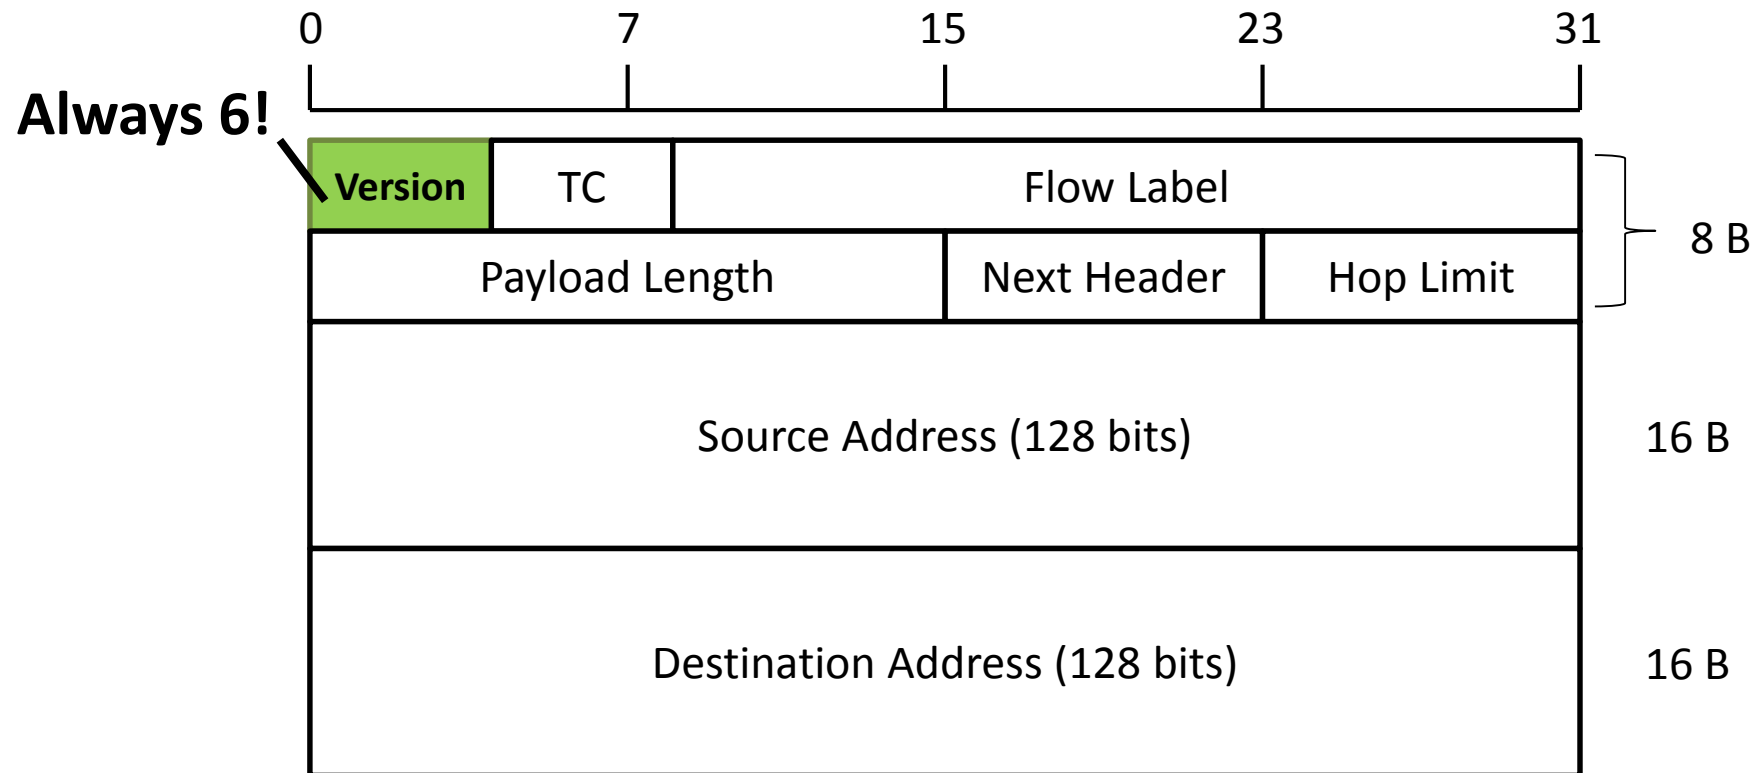 0 7 15 23 31
Always 6!
Version TC Flow Label
8 B
Payload Length Next Header Hop Limit
Source Address (128 bits) 16 B
Destination Address (128 bits) 16 B